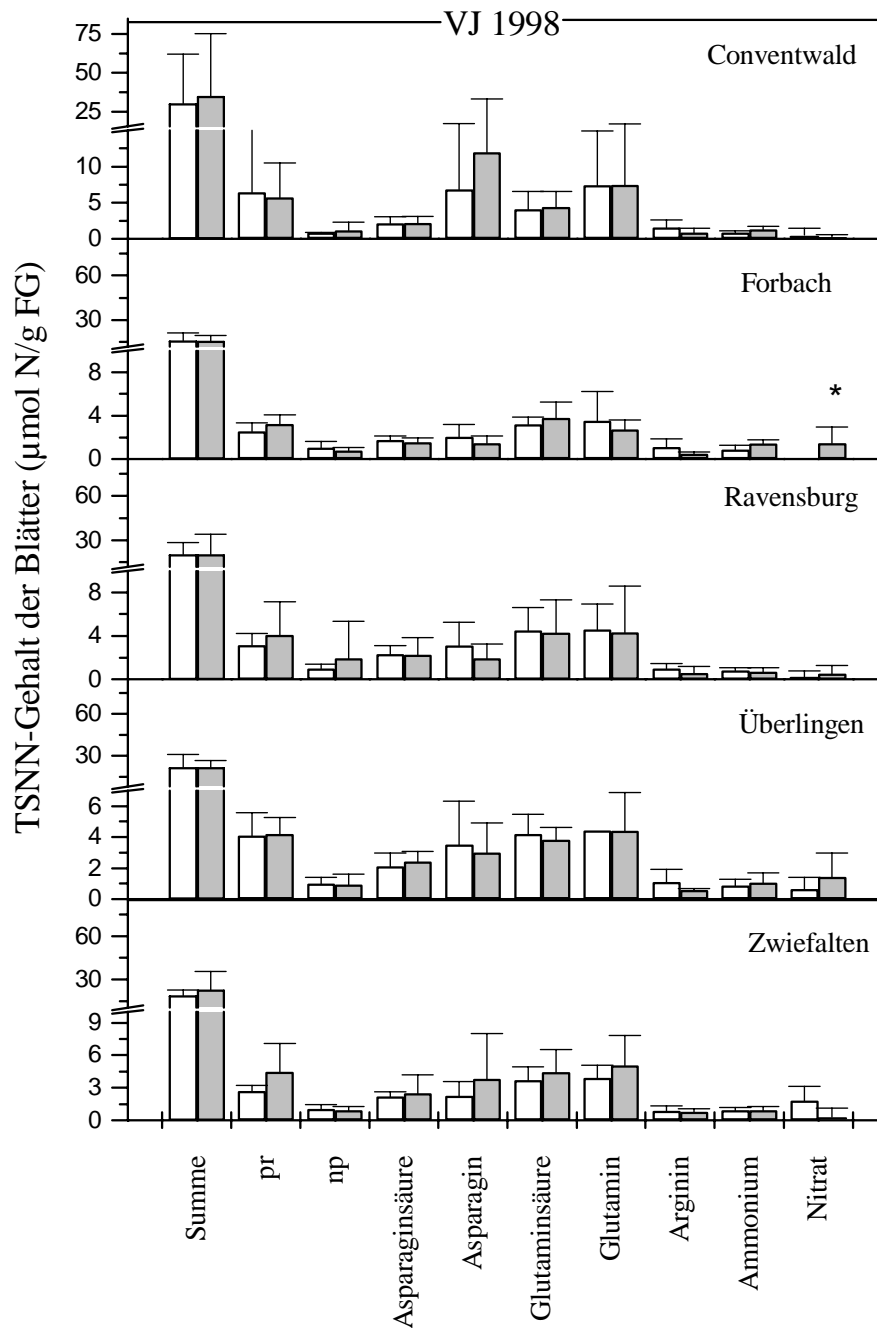 VJ 1998
Conventwald
75
50
25
10
5
0
Forbach
60
30
8
4
0
*
Ravensburg
60
30
8
4
0
Überlingen
60
30
6
4
2
0
Zwiefalten
60
30
9
6
3
0
TSNN-Gehalt der Blätter (µmol N/g FG)
Summe
pr
np
Asparaginsäure
Asparagin
Glutaminsäure
Glutamin
Arginin
Ammonium
Nitrat